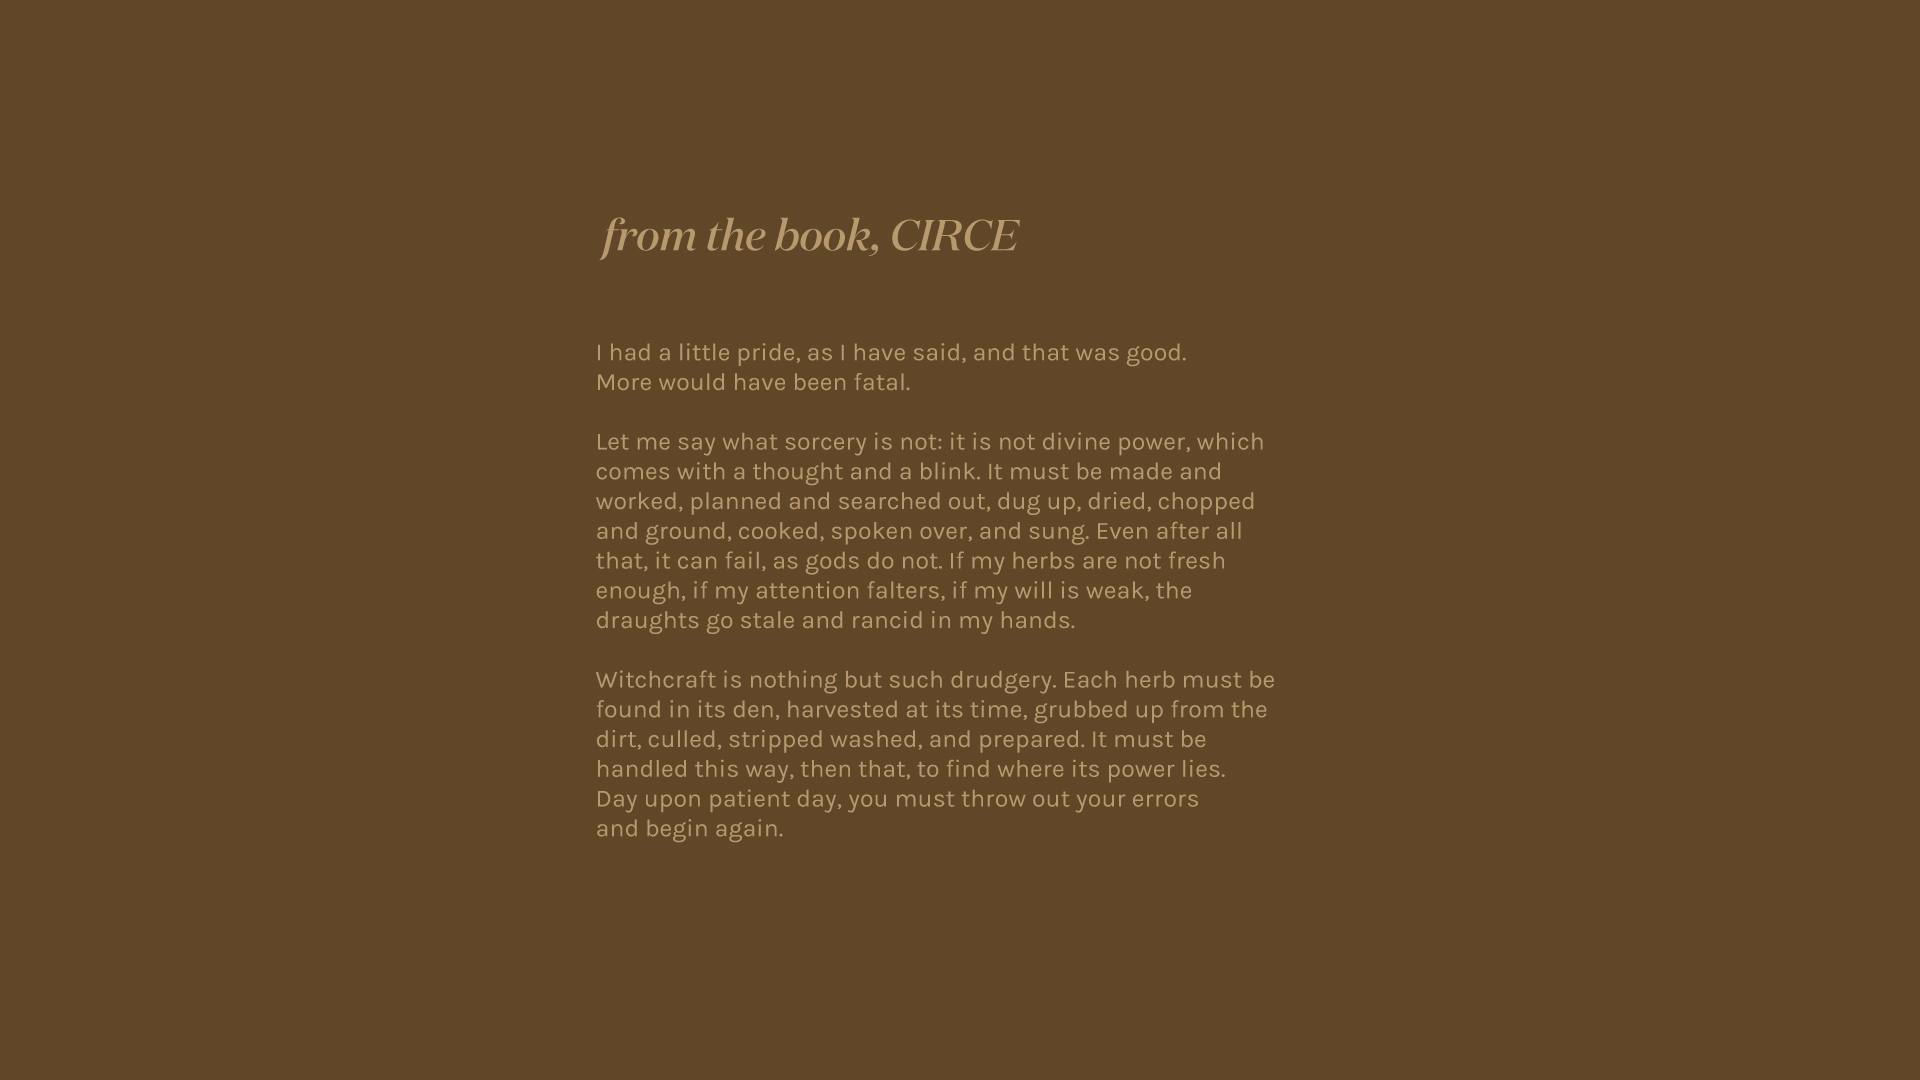 from the book, CIRCE
I had a little pride, as I have said, and that was good.
More would have been fatal.
Let me say what sorcery is not: it is not divine power, which
comes with a thought and a blink. It must be made and
worked, planned and searched out, dug up, dried, chopped
and ground, cooked, spoken over, and sung. Even after all
that, it can fail, as gods do not. If my herbs are not fresh
enough, if my attention falters, if my will is weak, the
draughts go stale and rancid in my hands.
Witchcraft is nothing but such drudgery. Each herb must be
found in its den, harvested at its time, grubbed up from the
dirt, culled, stripped washed, and prepared. It must be
handled this way, then that, to find where its power lies.
Day upon patient day, you must throw out your errors
and begin again.